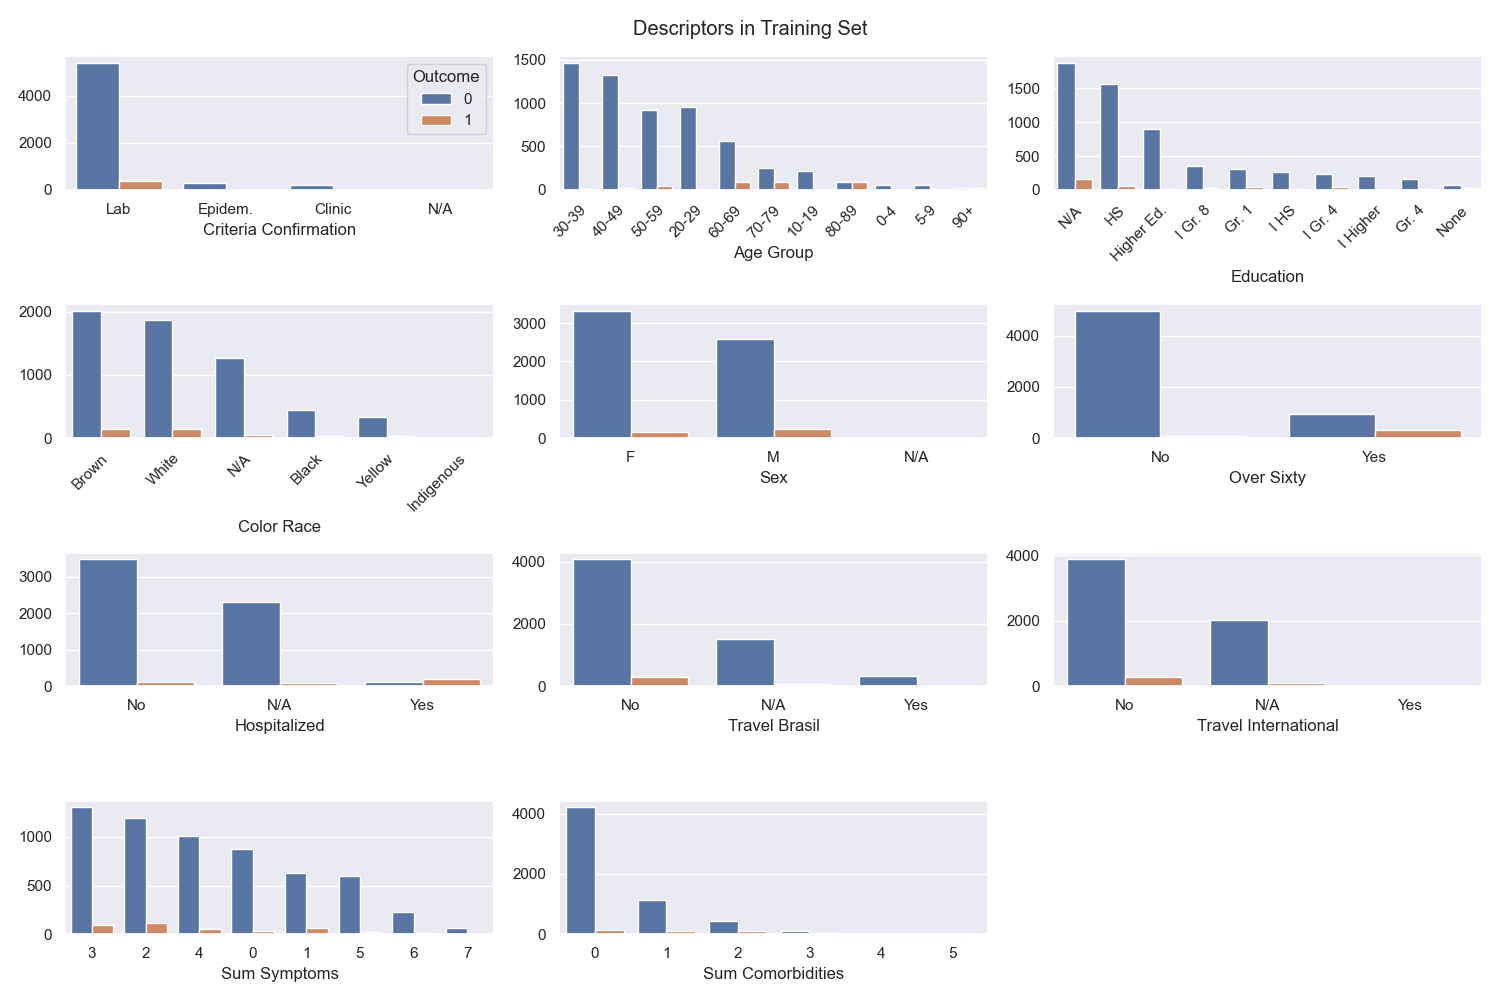 Descriptors in Training Set
4000
2000
0
Outcome
0
1
Lab Epidem. Clinic N/A
Criteria Confirmation
1500
1000
500
0
30-39 40-49 50-59 20-29 60-69 70-79 10-19 80-89 0-4 5-9 90+
Age Group
1500
1000
500
0
N/A HS Higher Ed. I Gr. 8 Gr. 1 I HS I Gr. 4 I Higher Gr. 4 None
Education
2000
1000
0
Brown White N/A Black Yellow Indigenous
Color Race
3000
2000
1000
0
F M N/A
Sex
4000
2000
0
No Yes
Over Sixty
3000
2000
1000
0
No N/A Yes
Hospitalized
4000
2000
0
No N/A Yes
Travel Brasil
4000
2000
0
No N/A Yes
Travel International
1000
500
0
3 2 4 0 1 5 6 7
Sum Symptoms
4000
2000
0
0 1 2 3 4 5
Sum Comorbidities